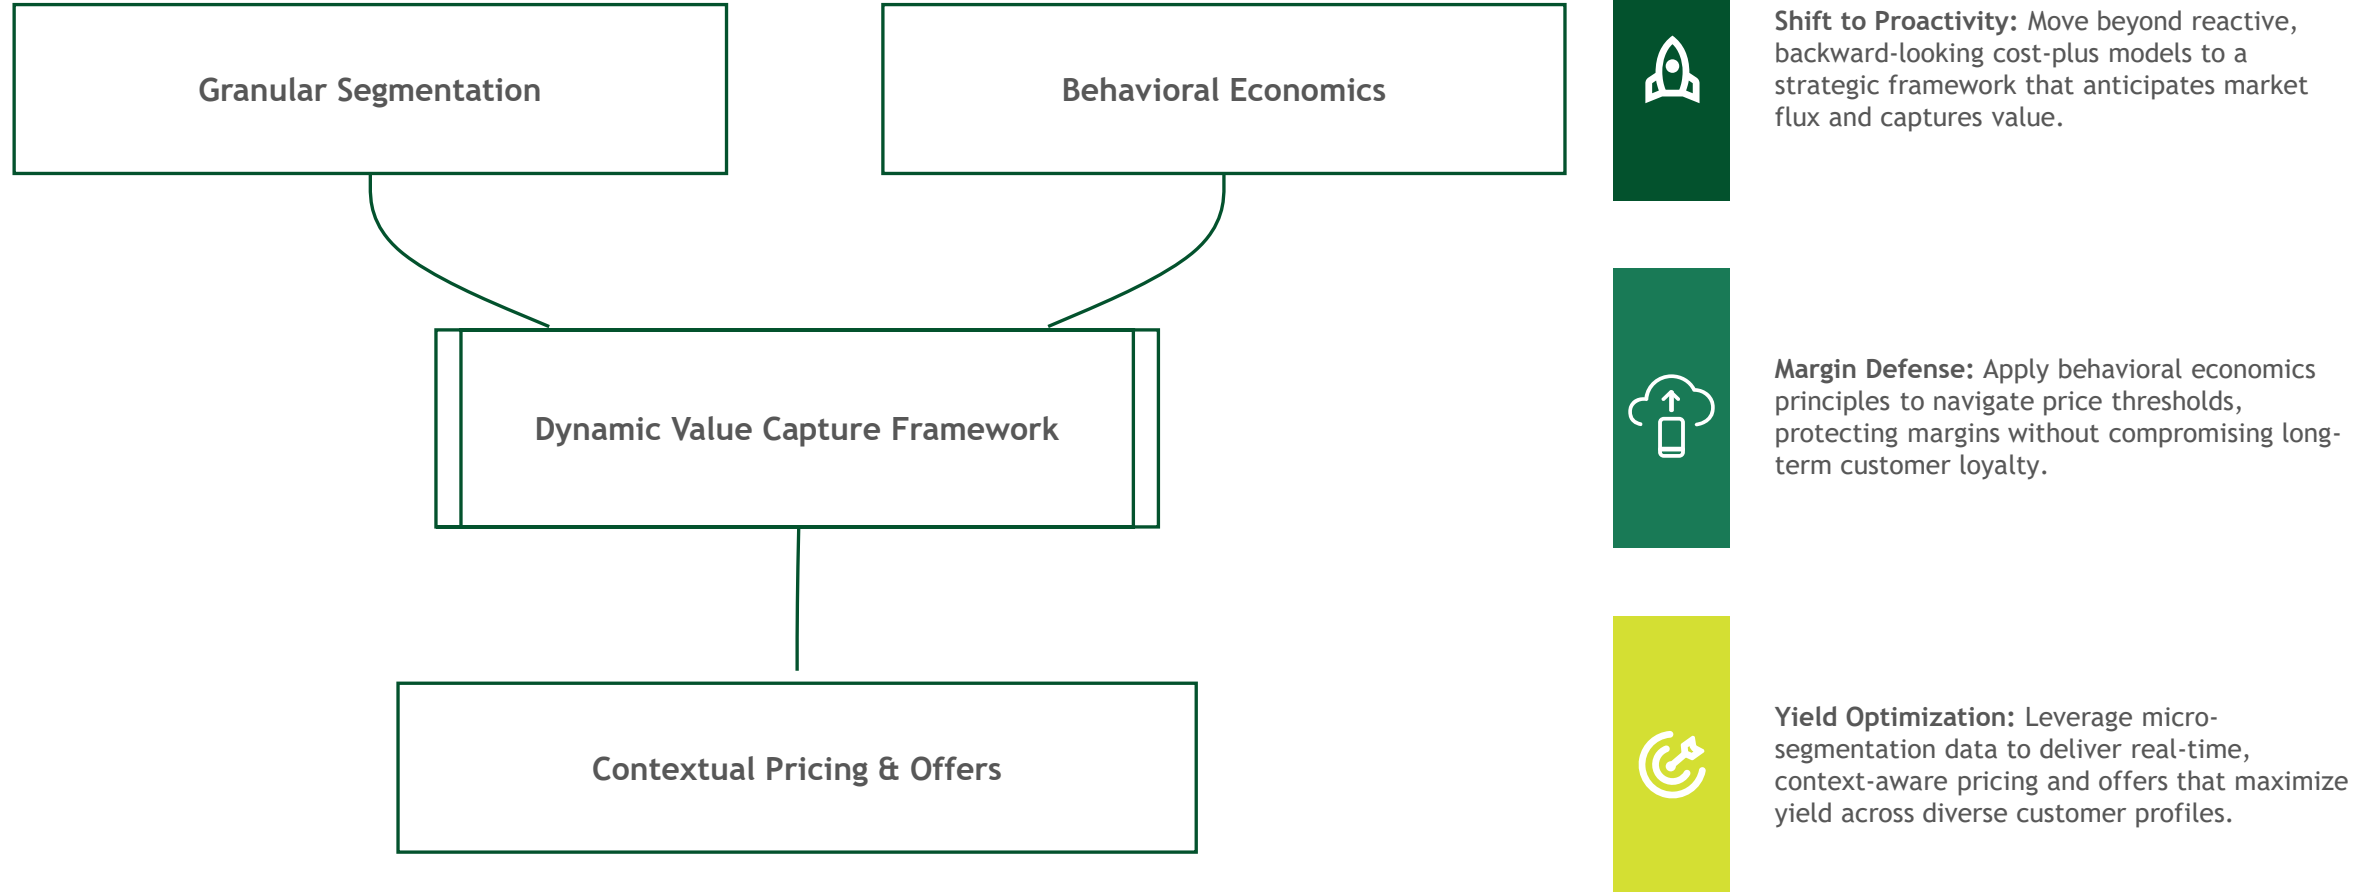 Granular Segmentation
Behavioral Economics
Dynamic Value Capture Framework
Contextual Pricing & Offers
Shift to Proactivity: Move beyond reactive,
backward-looking cost-plus models to a
strategic framework that anticipates market
flux and captures value.
Margin Defense: Apply behavioral economics
principles to navigate price thresholds,
protecting margins without compromising long-
term customer loyalty.
Yield Optimization: Leverage micro-
segmentation data to deliver real-time,
context-aware pricing and offers that maximize
yield across diverse customer profiles.